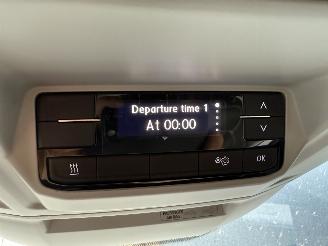 Departure time 1
At 00:00
OK